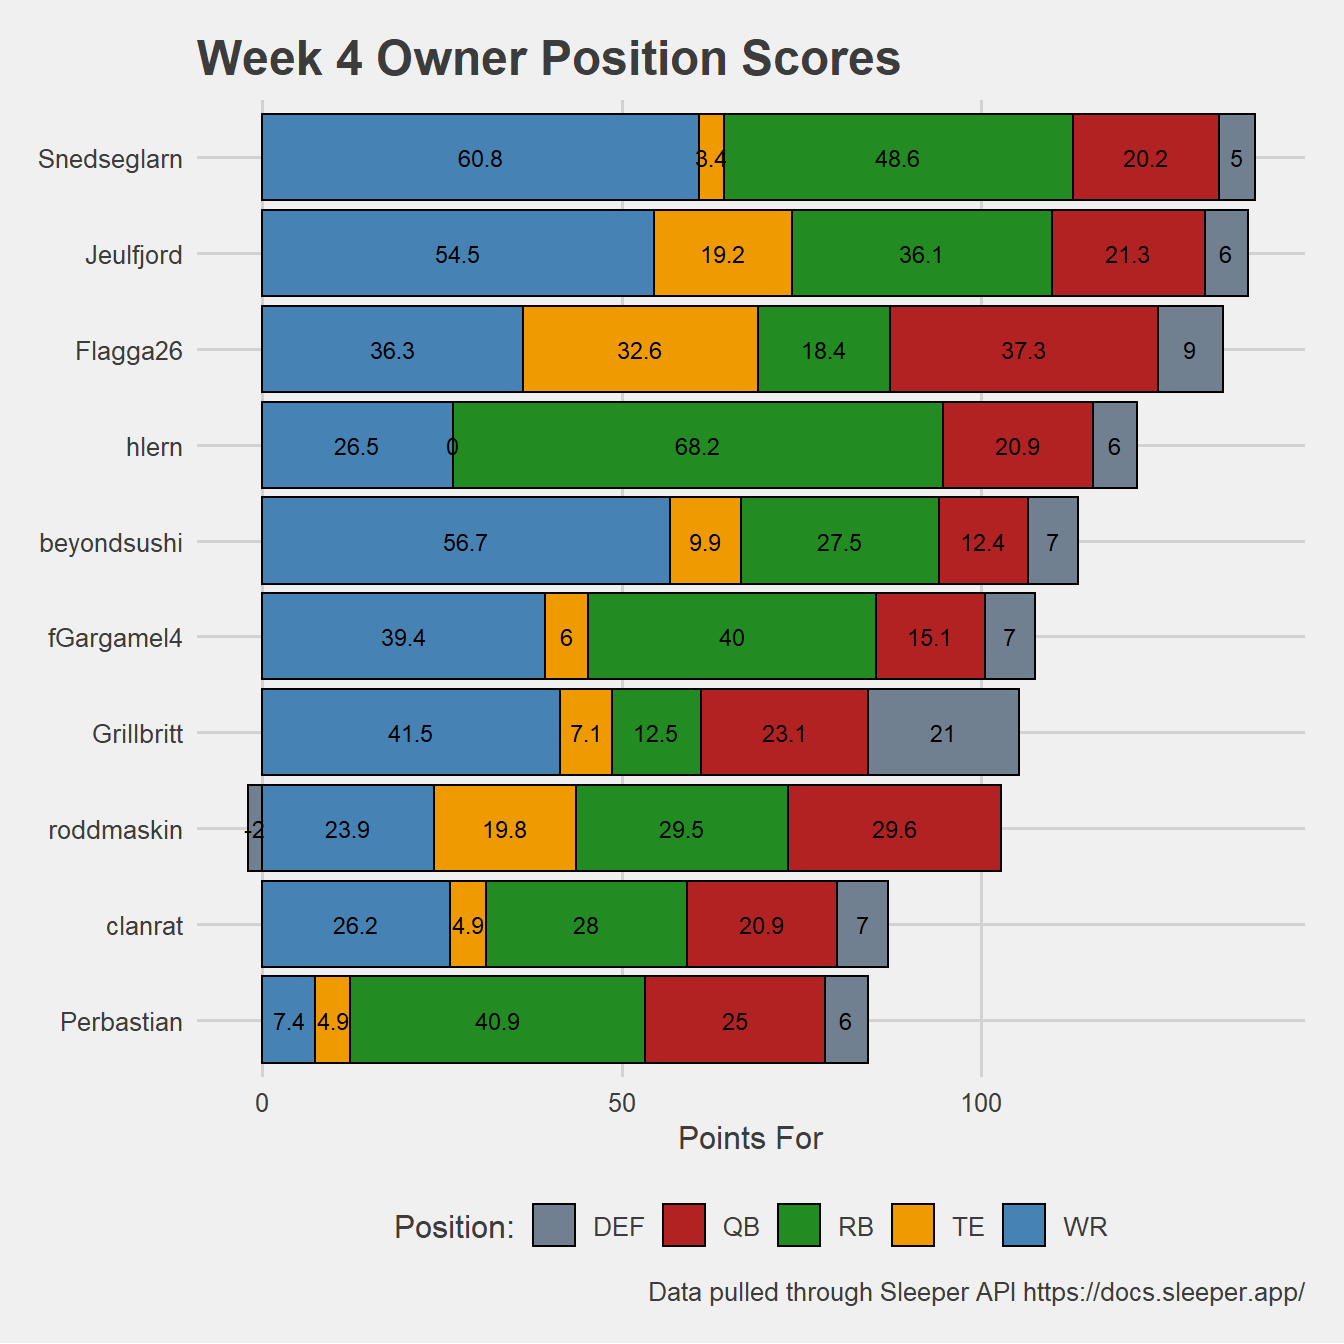 Week 4 Owner Position Scores
Snedseglarn 60.8 3.4 48.6 20.2 5
Jeulfjord 54.5 19.2 36.1 21.3 6
Flagga26 36.3 32.6 18.4 37.3 9
hlern 26.5 0 68.2 20.9 6
beyondsushi 56.7 9.9 27.5 12.4 7
fGargamel4 39.4 6 40 15.1 7
Grillbritt 41.5 7.1 12.5 23.1 21
roddmaskin -2 23.9 19.8 29.5 29.6
clanrat 26.2 4.9 28 20.9 7
Perbastian 7.4 4.9 40.9 25 6
0 50 100
Points For
Position: DEF QB RB TE WR
Data pulled through Sleeper API https://docs.sleeper.app/